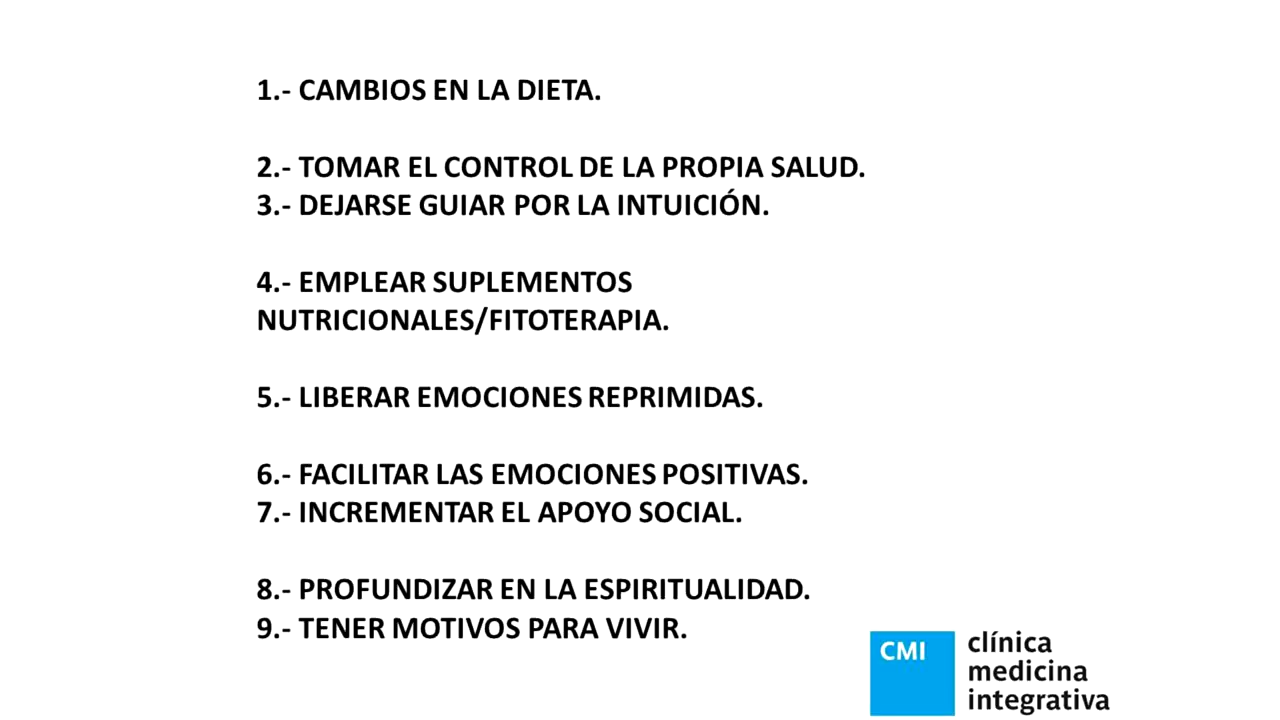 1.- CAMBIOS EN LA DIETA.
2.- TOMAR EL CONTROL DE LA PROPIA SALUD.
3.- DEJARSE GUIAR POR LA INTUICIÓN.
4.- EMPLEAR SUPLEMENTOS
NUTRICIONALES/FITOTERAPIA.
5.- LIBERAR EMOCIONES REPRIMIDAS.
6.- FACILITAR LAS EMOCIONES POSITIVAS.
7.- INCREMENTAR EL APOYO SOCIAL.
8.- PROFUNDIZAR EN LA ESPIRITUALIDAD.
9.- TENER MOTIVOS PARA VIVIR.
CMI
clínica
medicina
integrativa